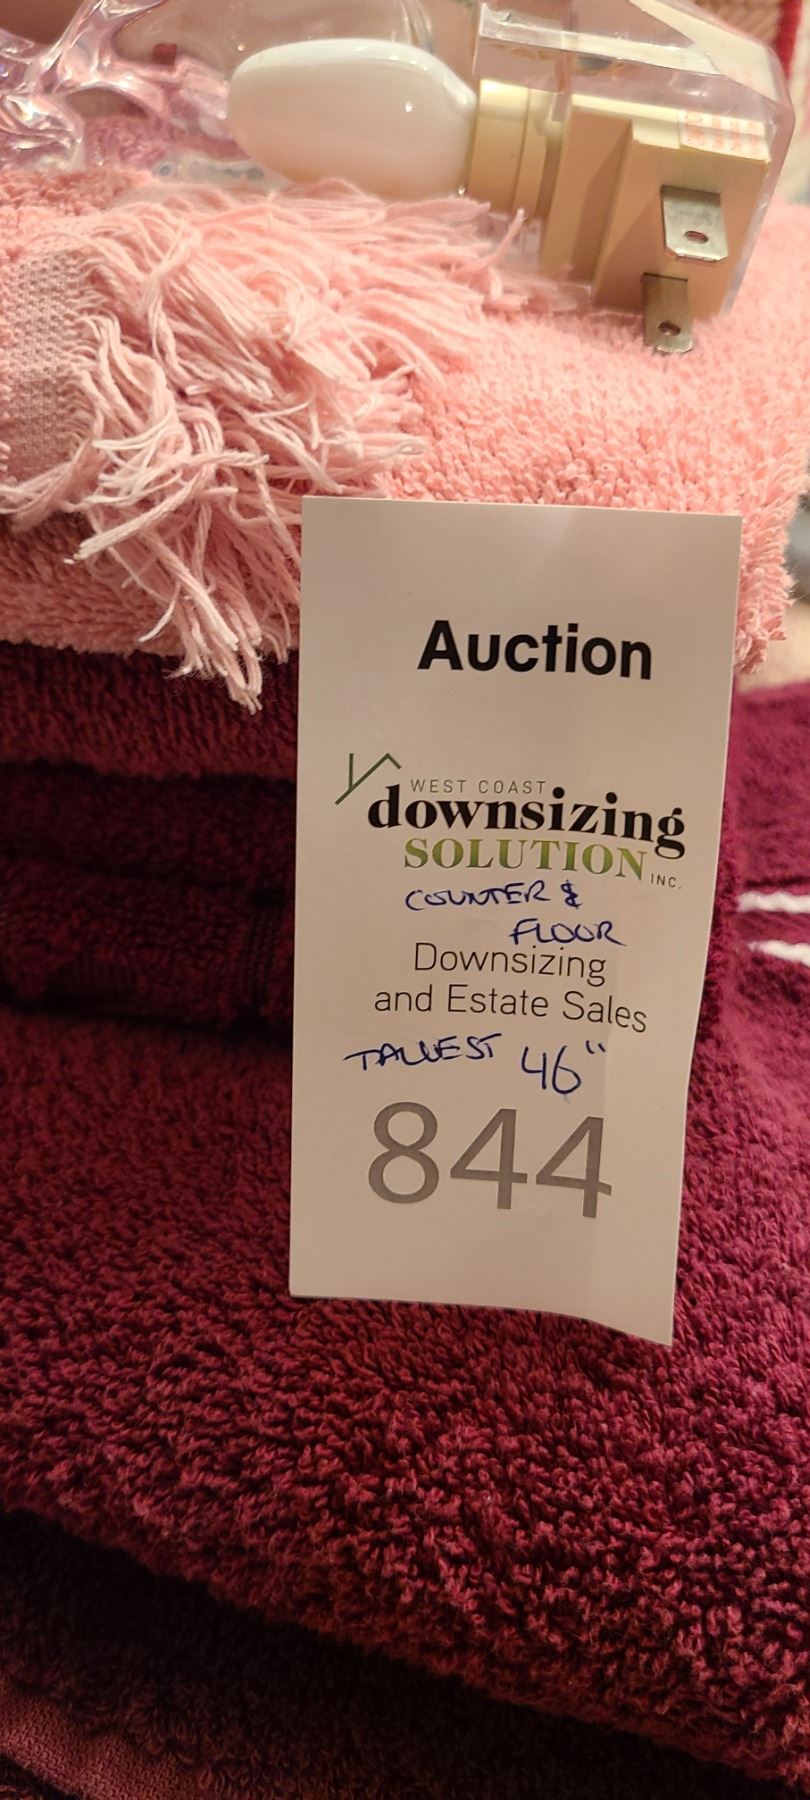 Auction
WEST COAST
downsizing
SOLUTION INC.
COUNTER &
FLOOR
Downsizing
and Estate Sales
TALLEST 46"
844